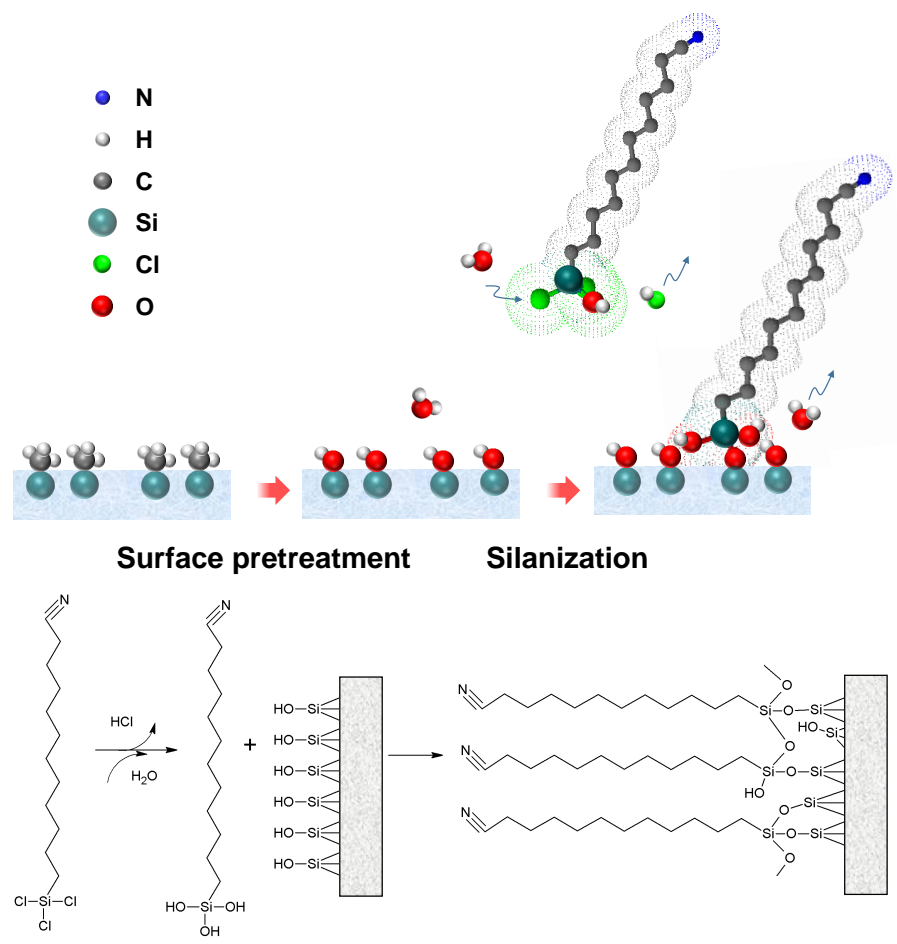 N
H
C
Si
Cl
O
Surface pretreatment
Silanization
N
HCl
H₂O
Si
Cl
Cl
Cl
N
HO
Si
OH
OH
+
HO Si
HO Si
HO Si
HO Si
HO Si
HO Si
N
O
Si
O
Si
HO
Si
O
N
Si
O
Si
HO
Si
O
N
Si
O
Si
O